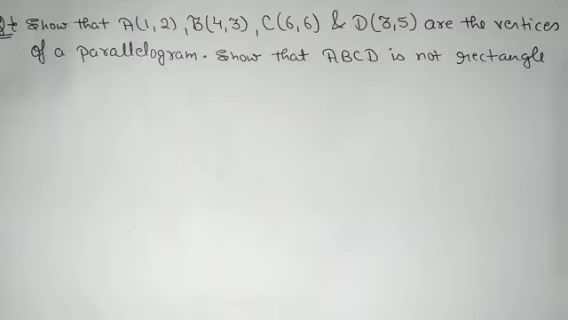 Q‡ Show that A(1,2), B(4,3), C(6,6) & D(3,5) are the vertices
of a parallelogram. Show that ABCD is not rectangle